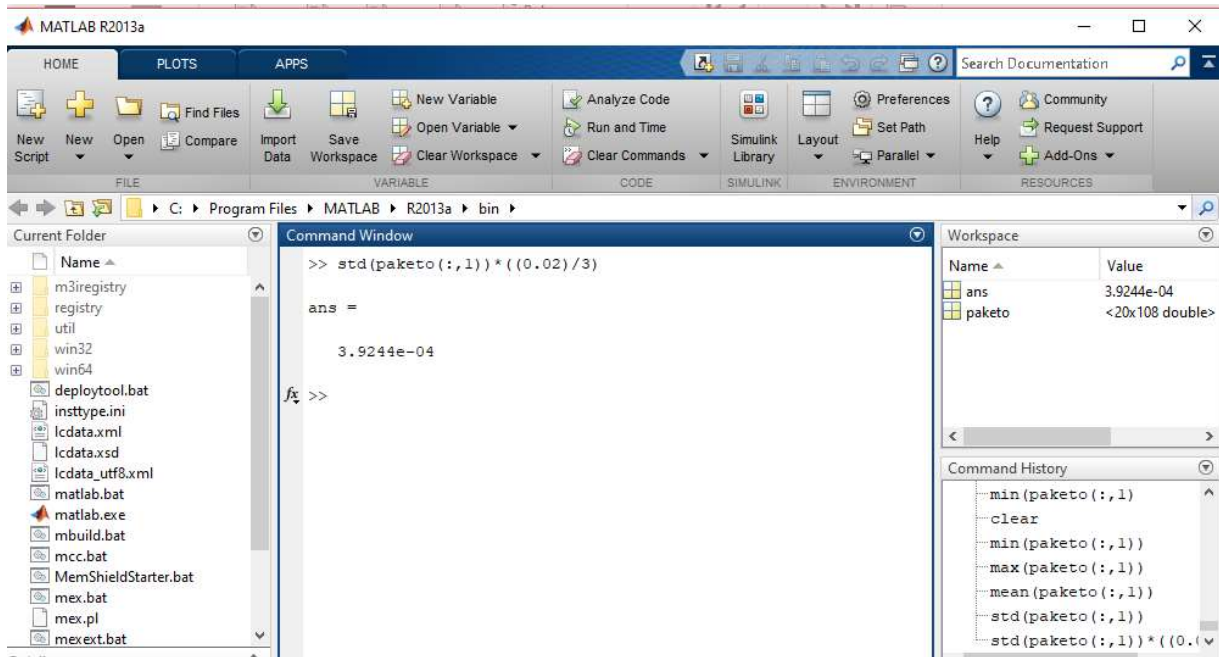 MATLAB R2013a
HOME PLOTS APPS Search Documentation
New Script
New
Open
Find Files
Compare
FILE
Import Data
Save Workspace
New Variable
Open Variable
Clear Workspace
VARIABLE
Analyze Code
Run and Time
Clear Commands
CODE
Simulink Library
SIMULINK
Layout
Preferences
Set Path
Parallel
ENVIRONMENT
Help
Community
Request Support
Add-Ons
RESOURCES
C: Program Files MATLAB R2013a bin
Current Folder
Name
m3iregistry
registry
util
win32
win64
deploytool.bat
insttype.ini
lcdata.xml
lcdata.xsd
lcdata_utf8.xml
matlab.bat
matlab.exe
mbuild.bat
mcc.bat
MemShieldStarter.bat
mex.bat
mex.pl
mexext.bat
Command Window
>> std(paketo(:,1))*((0.02)/3)
ans =
3.9244e-04
fx >>
Workspace
Name Value
ans 3.9244e-04
paketo <20x108 double>
Command History
min(paketo(:,1)
clear
min(paketo(:,1))
max(paketo(:,1))
mean(paketo(:,1))
std(paketo(:,1))
std(paketo(:,1))*((0.